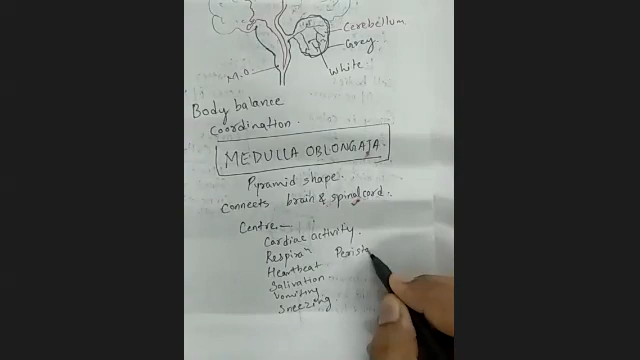 Cerebellum
Grey
White
M.O.
Body balance
Coordination.
MEDULLA OBLONGATA.
Pyramid shape.
Connects brain & spinal cord.
Centre -
Cardiac activity.
Respiraⁿ Perista
Heartbeat
Salivation.
Vomiting
Sneezing